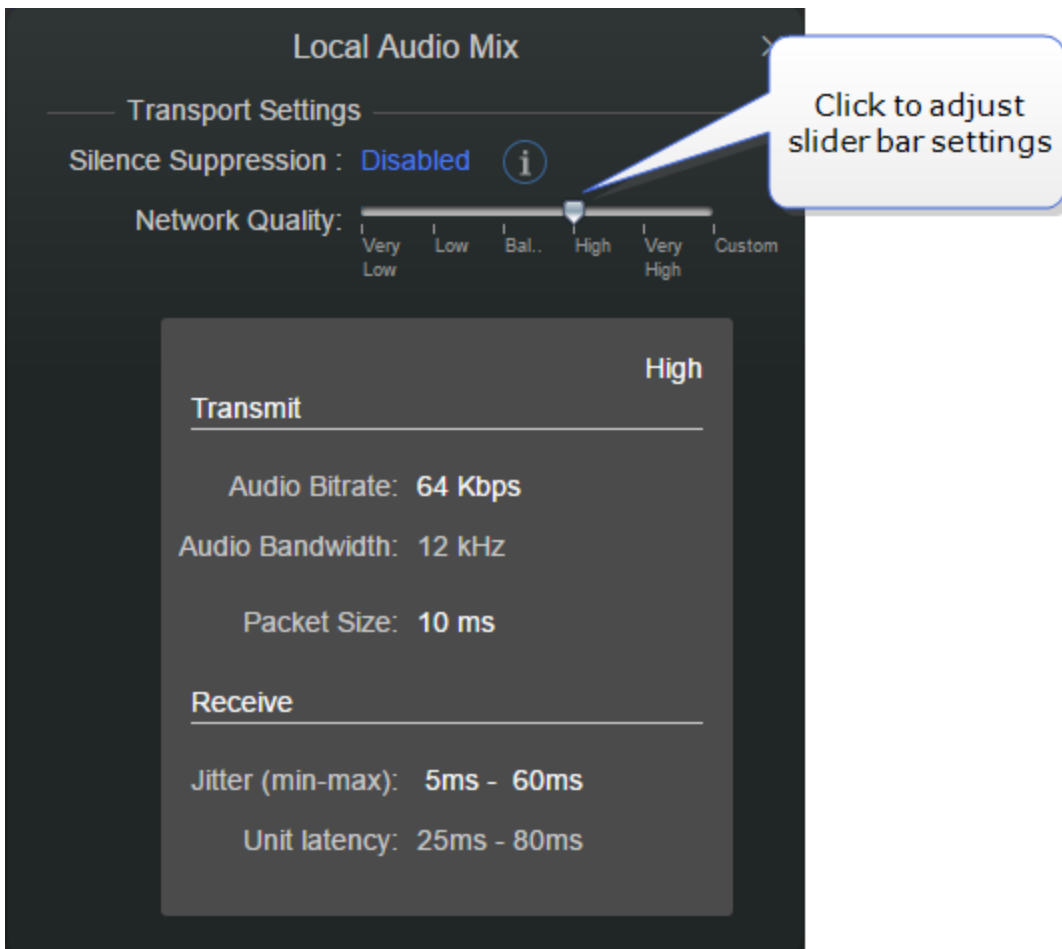 Local Audio Mix
Click to adjust
slider bar settings
Transport Settings
Silence Suppression : Disabled i
Network Quality:
Very Low Low Bal.. High Very High Custom
High
Transmit
Audio Bitrate: 64 Kbps
Audio Bandwidth: 12 kHz
Packet Size: 10 ms
Receive
Jitter (min-max): 5ms - 60ms
Unit latency: 25ms - 80ms